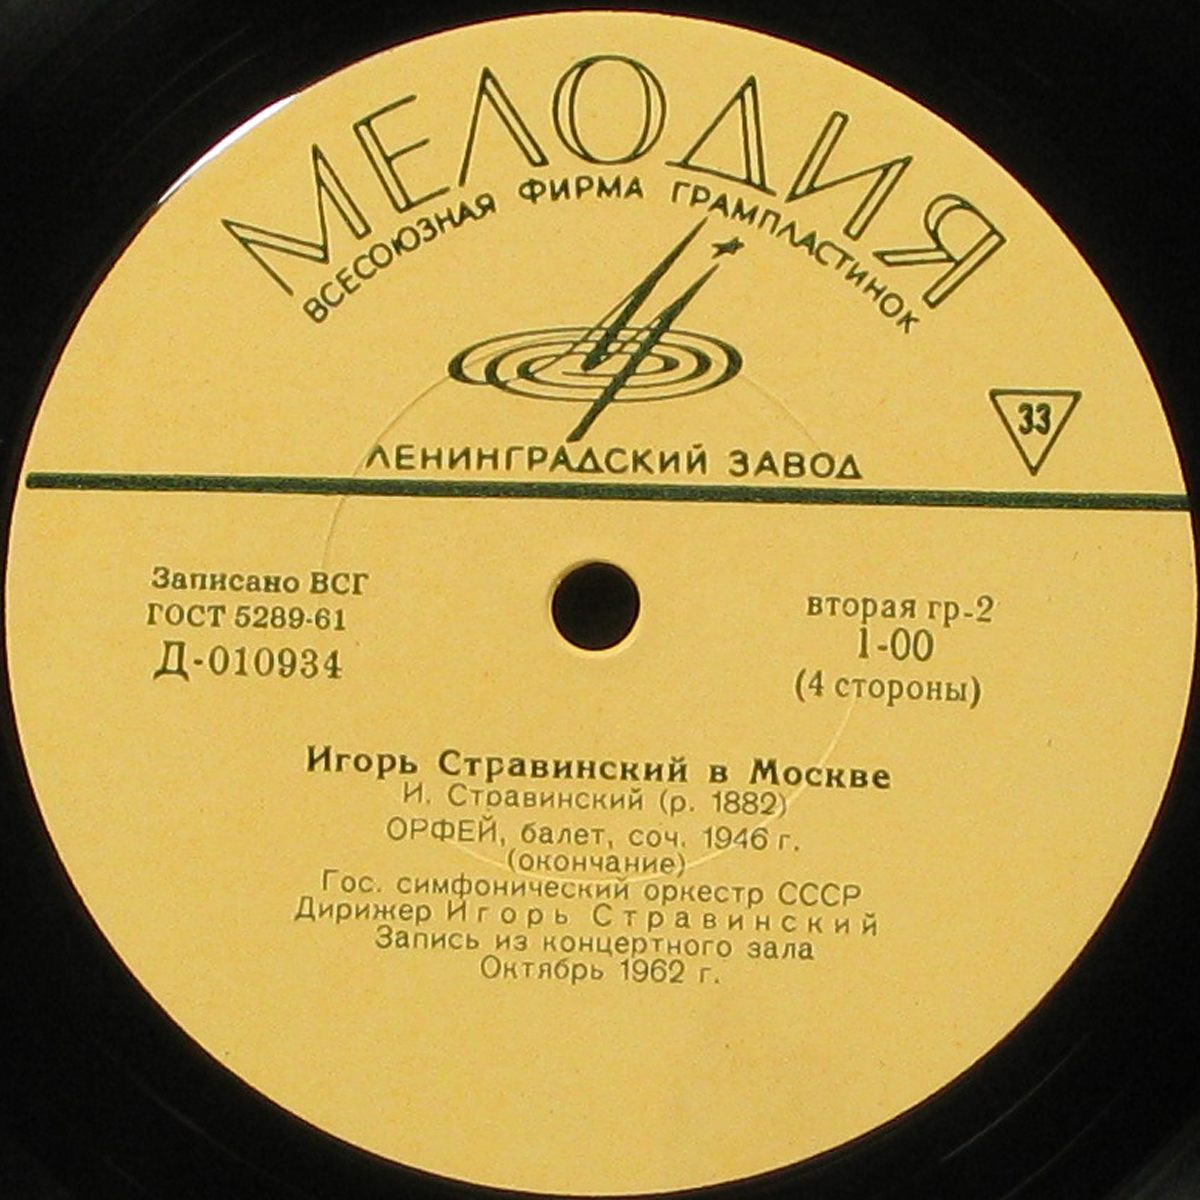 МЕЛОДИЯ
ВСЕСОЮЗНАЯ ФИРМА ГРАМПЛАСТИНОК
33
ЛЕНИНГРАДСКИЙ ЗАВОД
Записано ВСГ
ГОСТ 5289-61
Д-010934
вторая гр-2
1-00
(4 стороны)
Игорь Стравинский в Москве
И. Стравинский (р. 1882)
ОРФЕЙ, балет, соч. 1946 г.
(окончание)
Гос. симфонический оркестр СССР
Дирижер Игорь Стравинский
Запись из концертного зала
Октябрь 1962 г.